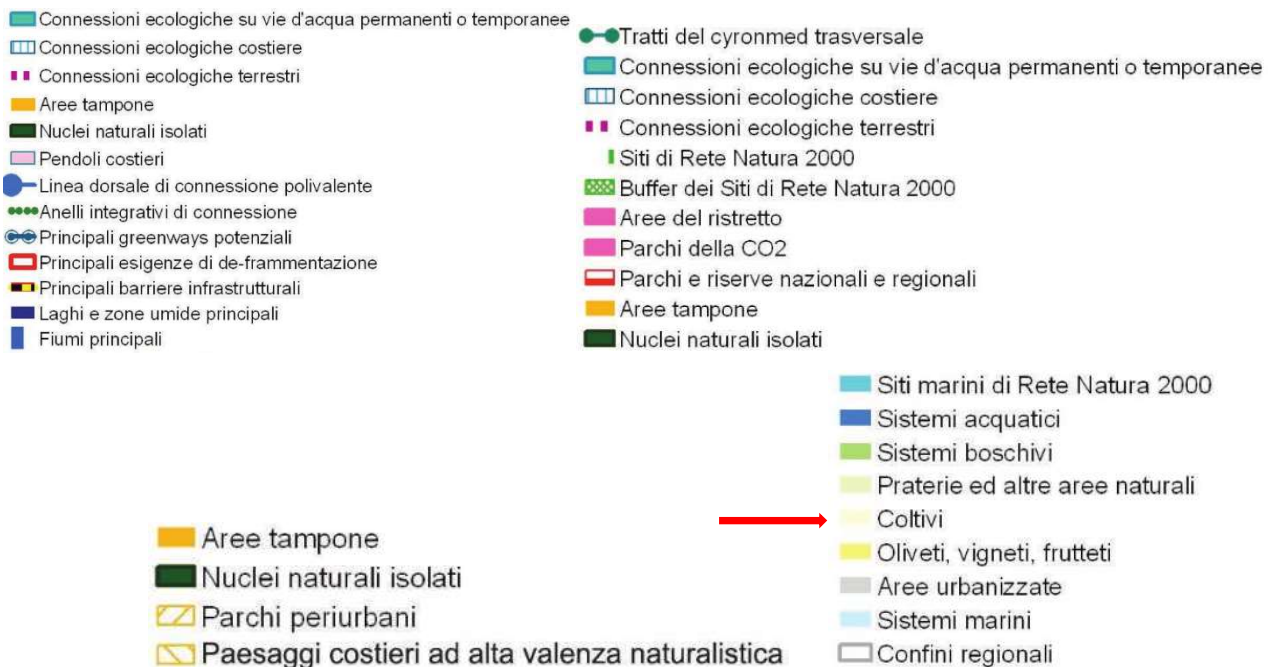 Connessioni ecologiche su vie d'acqua permanenti o temporanee
Connessioni ecologiche costiere
Connessioni ecologiche terrestri
Aree tampone
Nuclei naturali isolati
Pendoli costieri
Linea dorsale di connessione polivalente
Anelli integrativi di connessione
Principali greenways potenziali
Principali esigenze di de-frammentazione
Principali barriere infrastrutturali
Laghi e zone umide principali
Fiumi principali
Tratti del cyronmed trasversale
Connessioni ecologiche su vie d'acqua permanenti o temporanee
Connessioni ecologiche costiere
Connessioni ecologiche terrestri
Siti di Rete Natura 2000
Buffer dei Siti di Rete Natura 2000
Aree del ristretto
Parchi della CO2
Parchi e riserve nazionali e regionali
Aree tampone
Nuclei naturali isolati
Aree tampone
Nuclei naturali isolati
Parchi periurbani
Paesaggi costieri ad alta valenza naturalistica
Siti marini di Rete Natura 2000
Sistemi acquatici
Sistemi boschivi
Praterie ed altre aree naturali
Coltivi
Oliveti, vigneti, frutteti
Aree urbanizzate
Sistemi marini
Confini regionali